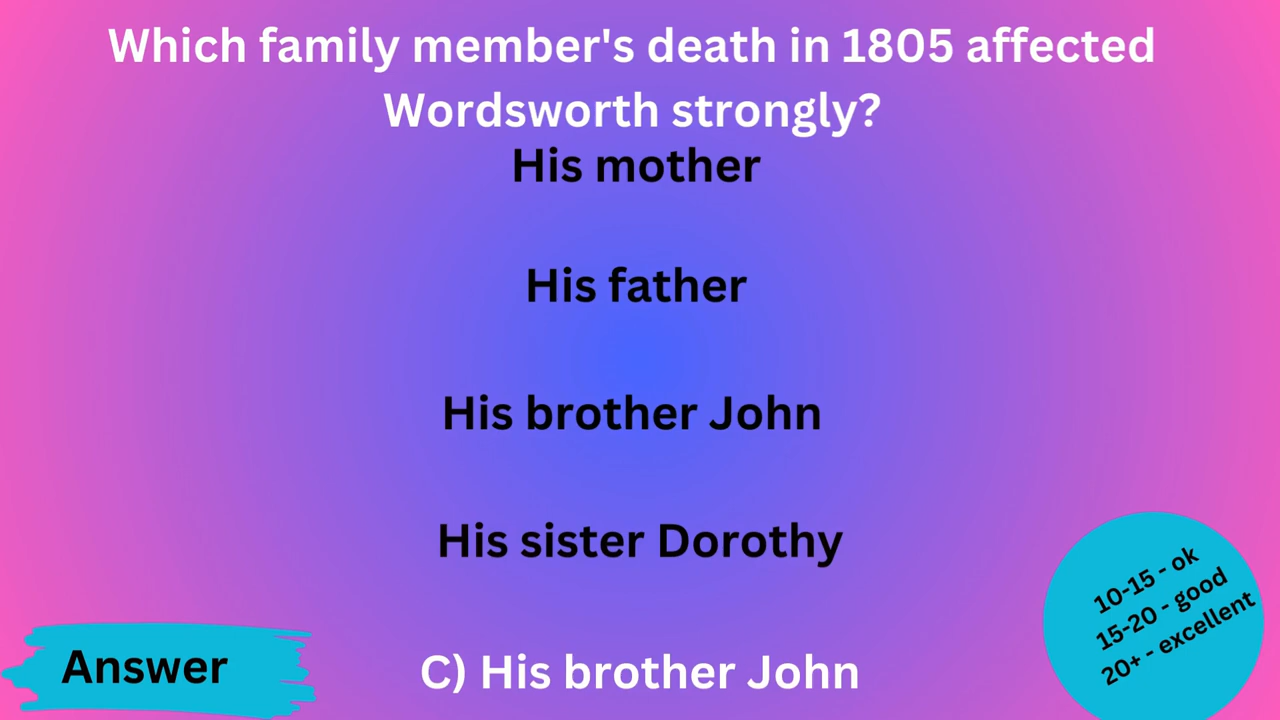 Which family member's death in 1805 affected
Wordsworth strongly?
His mother
His father
His brother John
His sister Dorothy
10-15 - ok
15-20 - good
20+ - excellent
Answer
C) His brother John